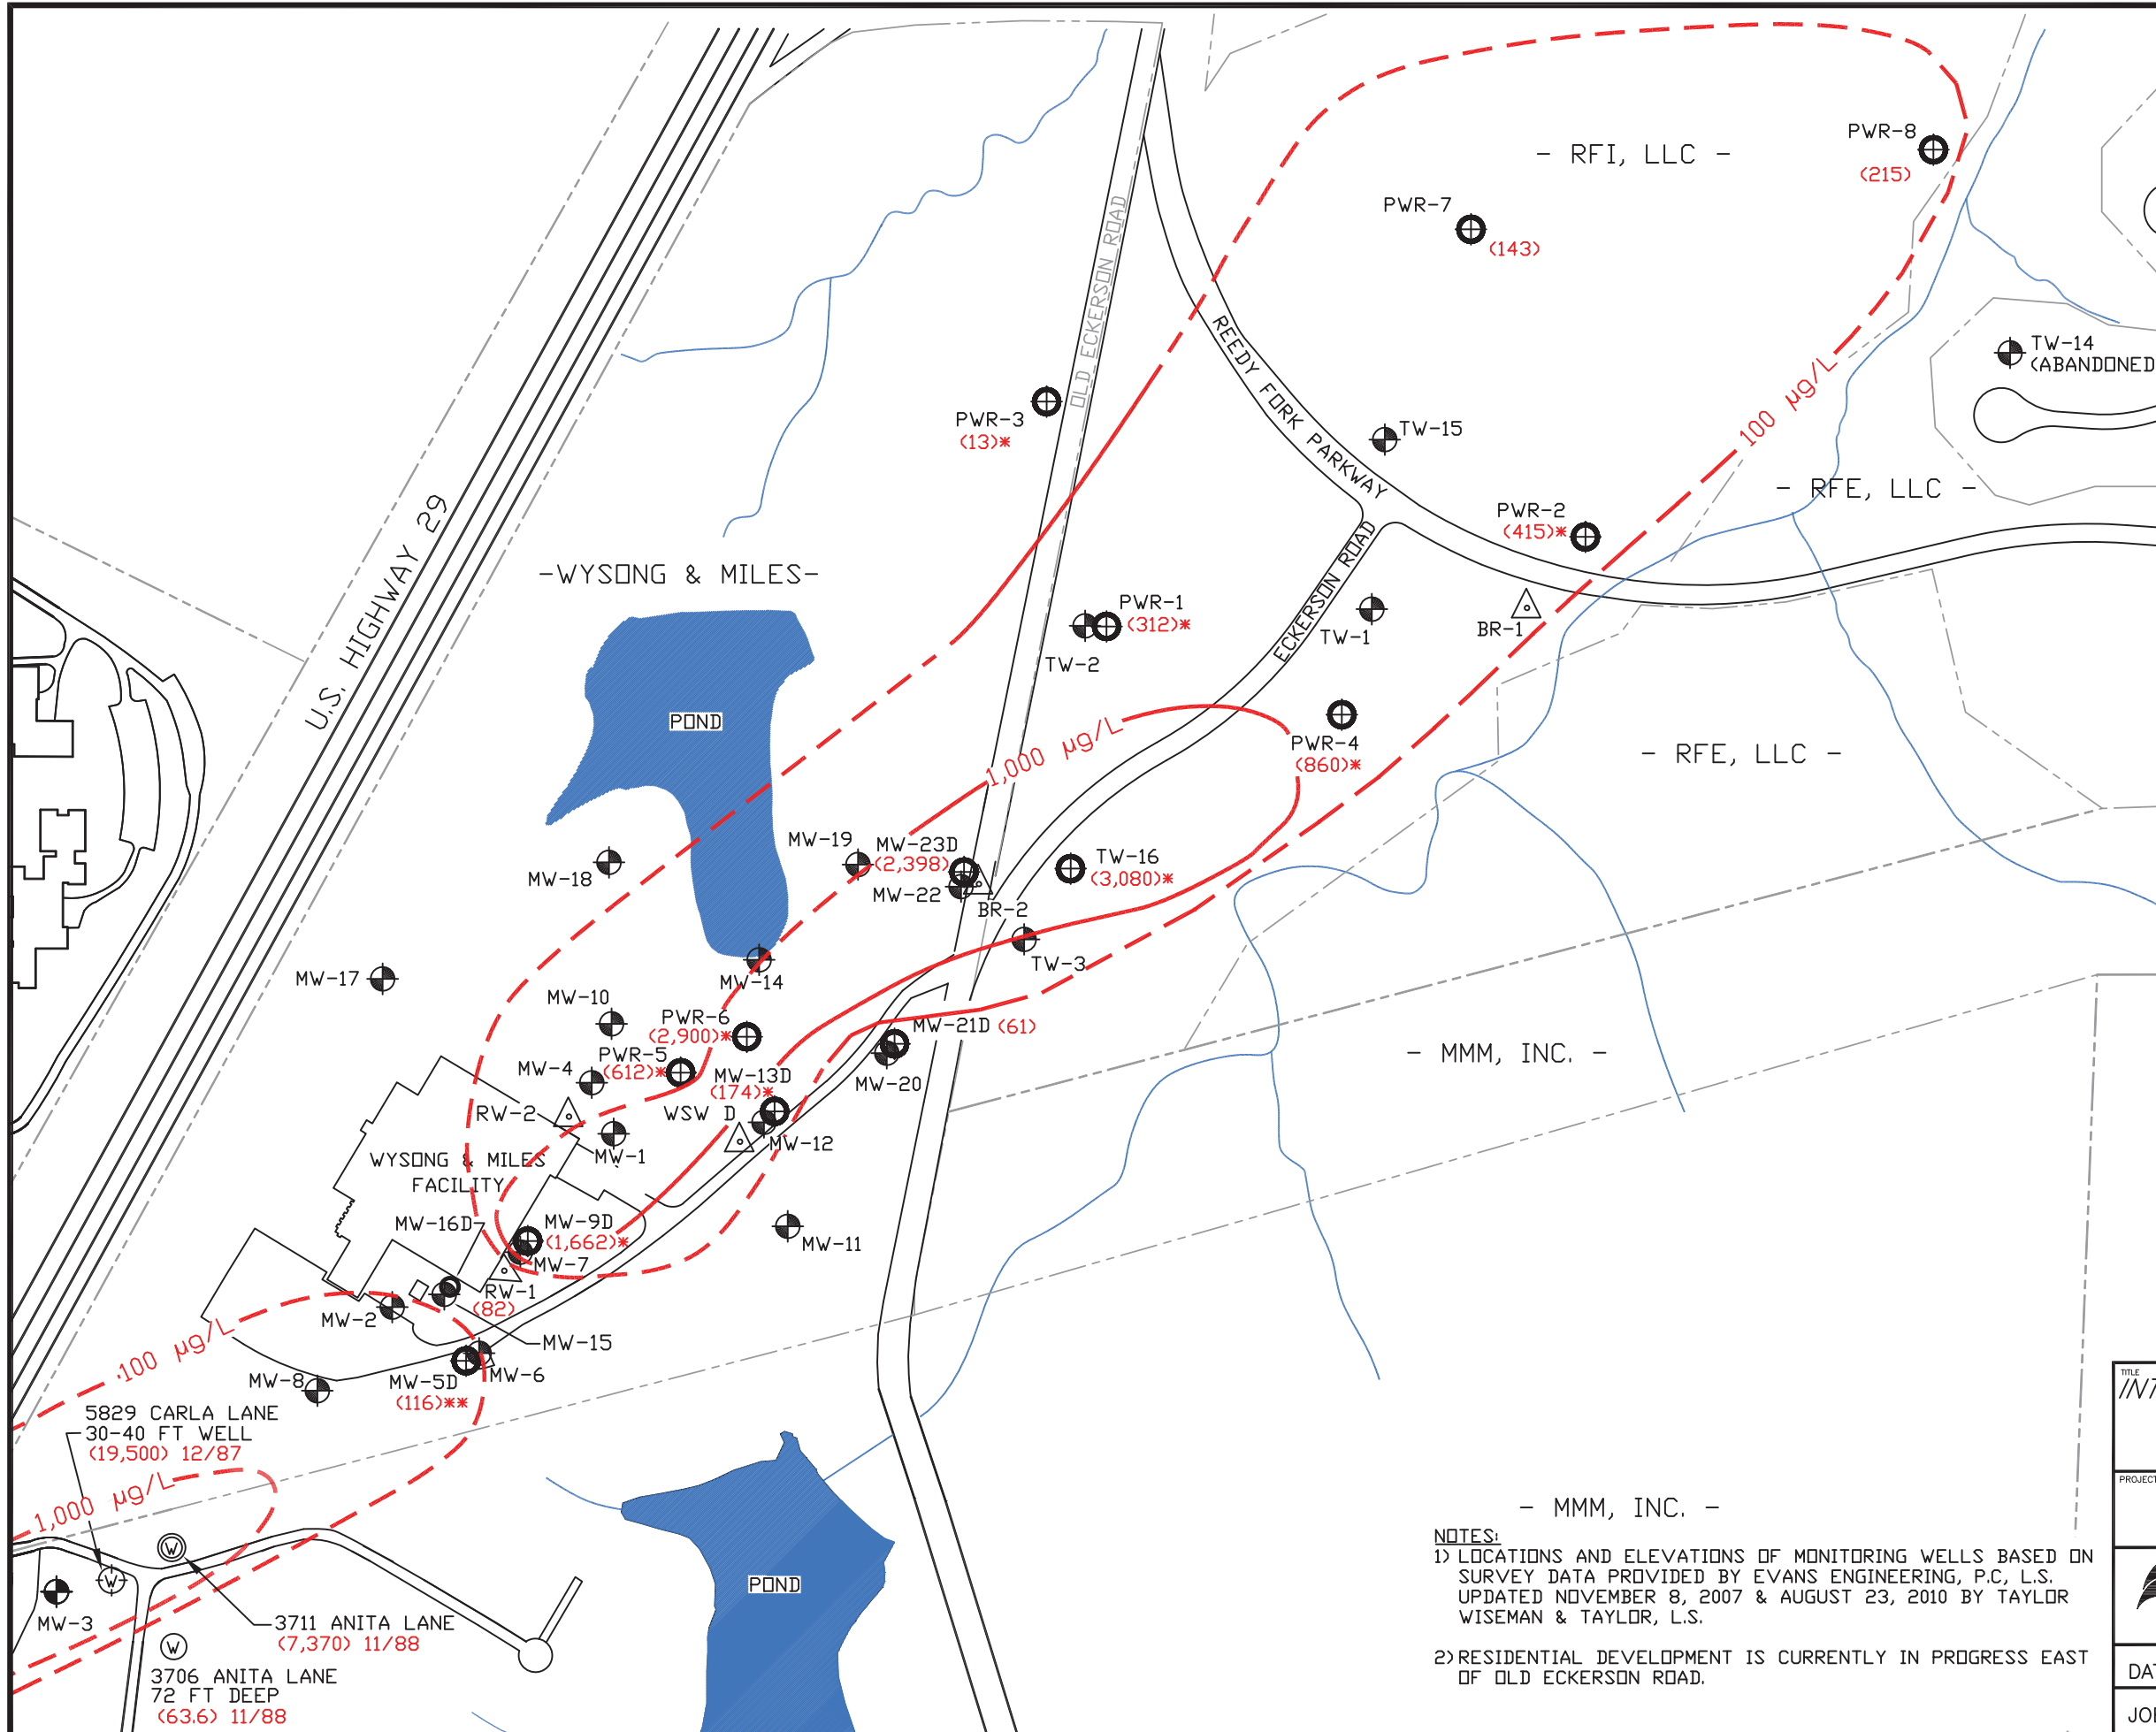 PWR-8
(215)
- RFI, LLC -
PWR-7
(143)
OLD ECKERSON ROAD
REEDY FORK PARKWAY
TW-14
(ABANDONED
100 µg/L
PWR-3
(13)*
TW-15
- RFE, LLC -
PWR-2
(415)*
U.S. HIGHWAY 29
ECKERSON ROAD
-WYSONG & MILES-
PWR-1
(312)*
TW-2
TW-1
BR-1
POND
1,000 µg/L
PWR-4
(860)*
- RFE, LLC -
MW-19
MW-23D
(2,398)
TW-16
(3,080)*
MW-18
MW-22
BR-2
TW-3
MW-17
MW-14
MW-10
PWR-6
(2,900)*
MW-21D (61)
PWR-5
(612)*
MW-4
MW-13D
(174)*
MW-20
- MMM, INC. -
RW-2
WSW D
MW-12
MW-1
WYSONG & MILES
FACILITY
MW-16D
MW-9D
(1,662)*
MW-7
MW-11
RW-1
(82)
MW-2
MW-15
100 µg/L
MW-6
MW-8
MW-5D
(116)**
5829 CARLA LANE
30-40 FT WELL
(19,500) 12/87
1,000 µg/L
W
W
MW-3
3711 ANITA LANE
(7,370) 11/88
W
3706 ANITA LANE
72 FT DEEP
(63.6) 11/88
POND
- MMM, INC. -
NOTES:
1) LOCATIONS AND ELEVATIONS OF MONITORING WELLS BASED ON
SURVEY DATA PROVIDED BY EVANS ENGINEERING, P.C, L.S.
UPDATED NOVEMBER 8, 2007 & AUGUST 23, 2010 BY TAYLOR
WISEMAN & TAYLOR, L.S.
2) RESIDENTIAL DEVELOPMENT IS CURRENTLY IN PROGRESS EAST
OF OLD ECKERSON ROAD.
TITLE
PROJECT